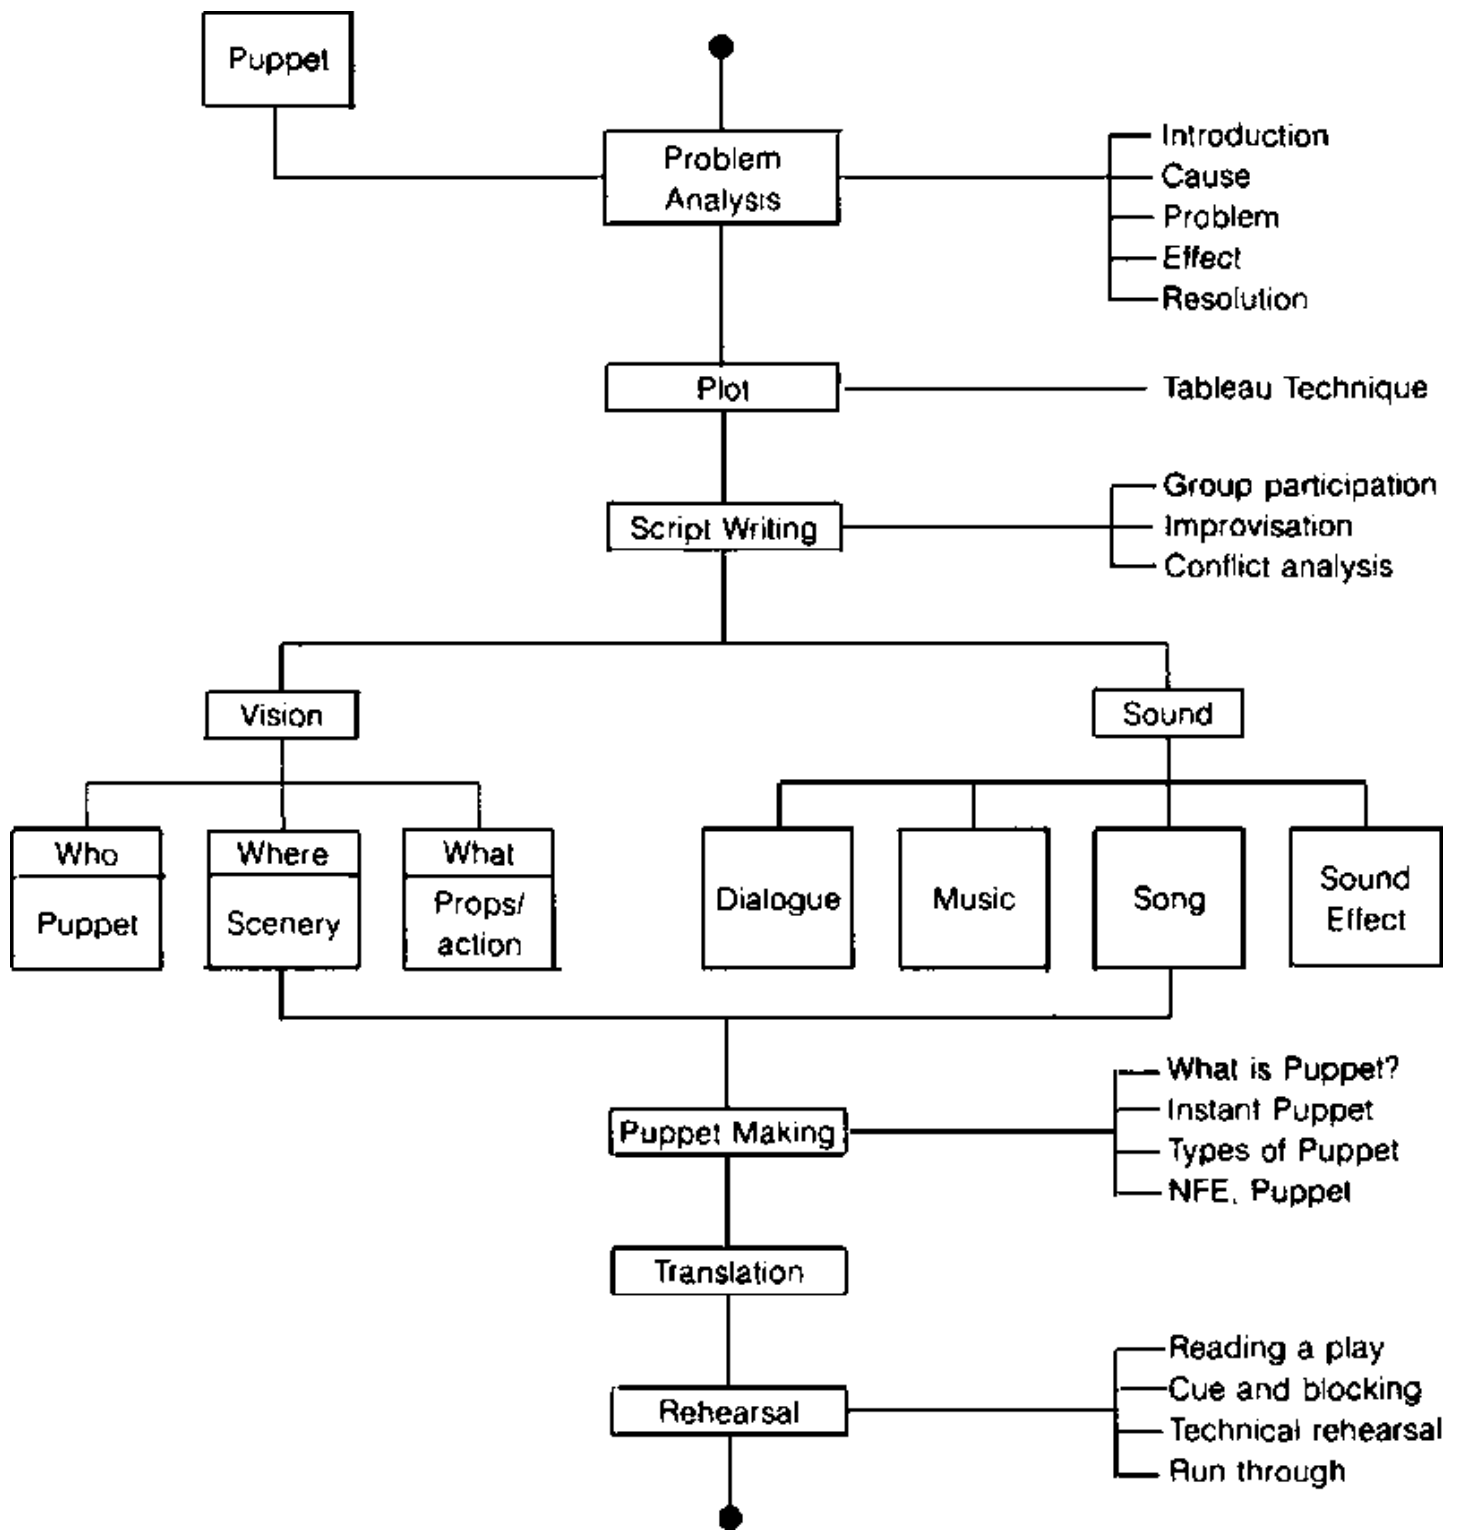 Puppet
Problem
Analysis
Introduction
Cause
Problem
Effect
Resolution
Plot
Tableau Technique
Script Writing
Group participation
Improvisation
Conflict analysis
Vision
Sound
Who
Puppet
Where
Scenery
What
Props/
action
Dialogue
Music
Song
Sound
Effect
Puppet Making
What is Puppet?
Instant Puppet
Types of Puppet
NFE. Puppet
Translation
Rehearsal
Reading a play
Cue and blocking
Technical rehearsal
Run through